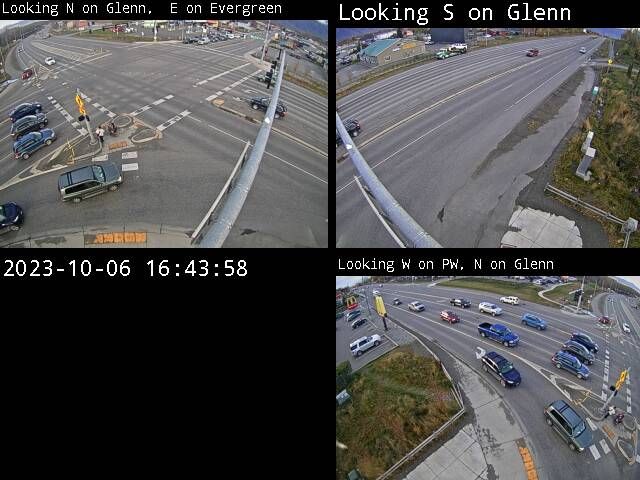 Looking N on Glenn,  E on Evergreen
Looking S on Glenn
2023-10-06 16:43:58
Looking W on PW, N on Glenn